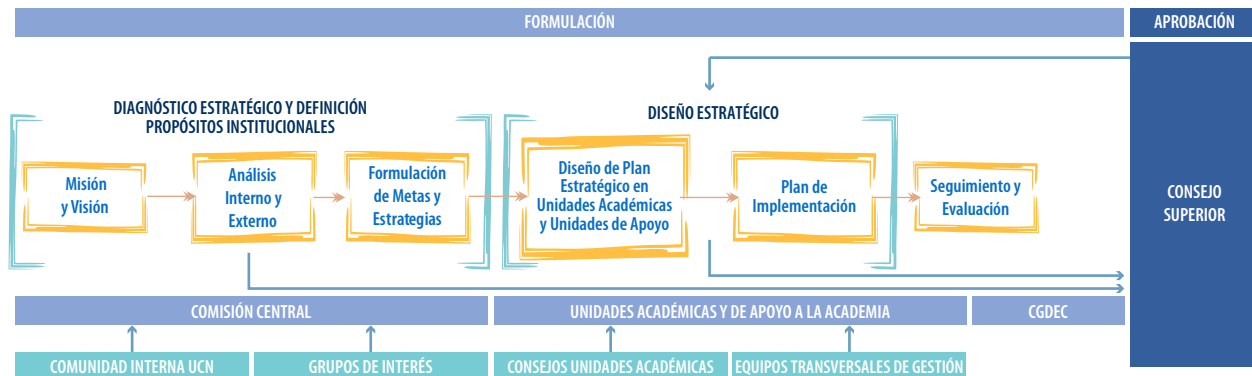 FORMULACIÓN
APROBACIÓN
DIAGNÓSTICO ESTRATÉGICO Y DEFINICIÓN
PROPÓSITOS INSTITUCIONALES
DISEÑO ESTRATÉGICO
Misión
y Visión
Análisis
Interno y
Externo
Formulación
de Metas y
Estrategias
Diseño de Plan
Estratégico en
Unidades Académicas
y Unidades de Apoyo
Plan de
Implementación
Seguimiento y
Evaluación
CONSEJO
SUPERIOR
COMISIÓN CENTRAL
UNIDADES ACADÉMICAS Y DE APOYO A LA ACADEMIA
CGDEC
COMUNIDAD INTERNA UCN
GRUPOS DE INTERÉS
CONSEJOS UNIDADES ACADÉMICAS
EQUIPOS TRANSVERSALES DE GESTIÓN